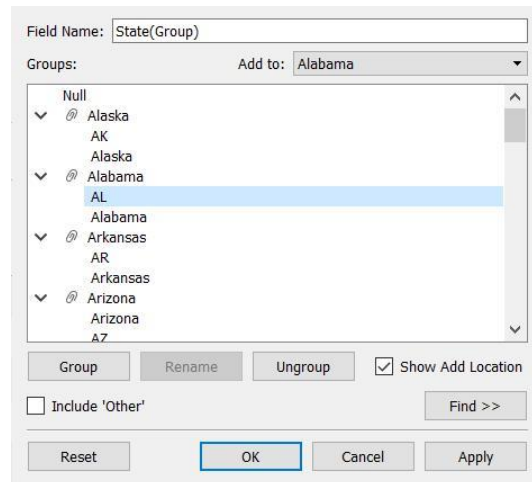 Field Name: State(Group)
Groups: Add to: Alabama
Null
Alaska
AK
Alaska
Alabama
AL
Alabama
Arkansas
AR
Arkansas
Arizona
Arizona
AZ
Group Rename Ungroup Show Add Location
Include 'Other' Find >>
Reset OK Cancel Apply